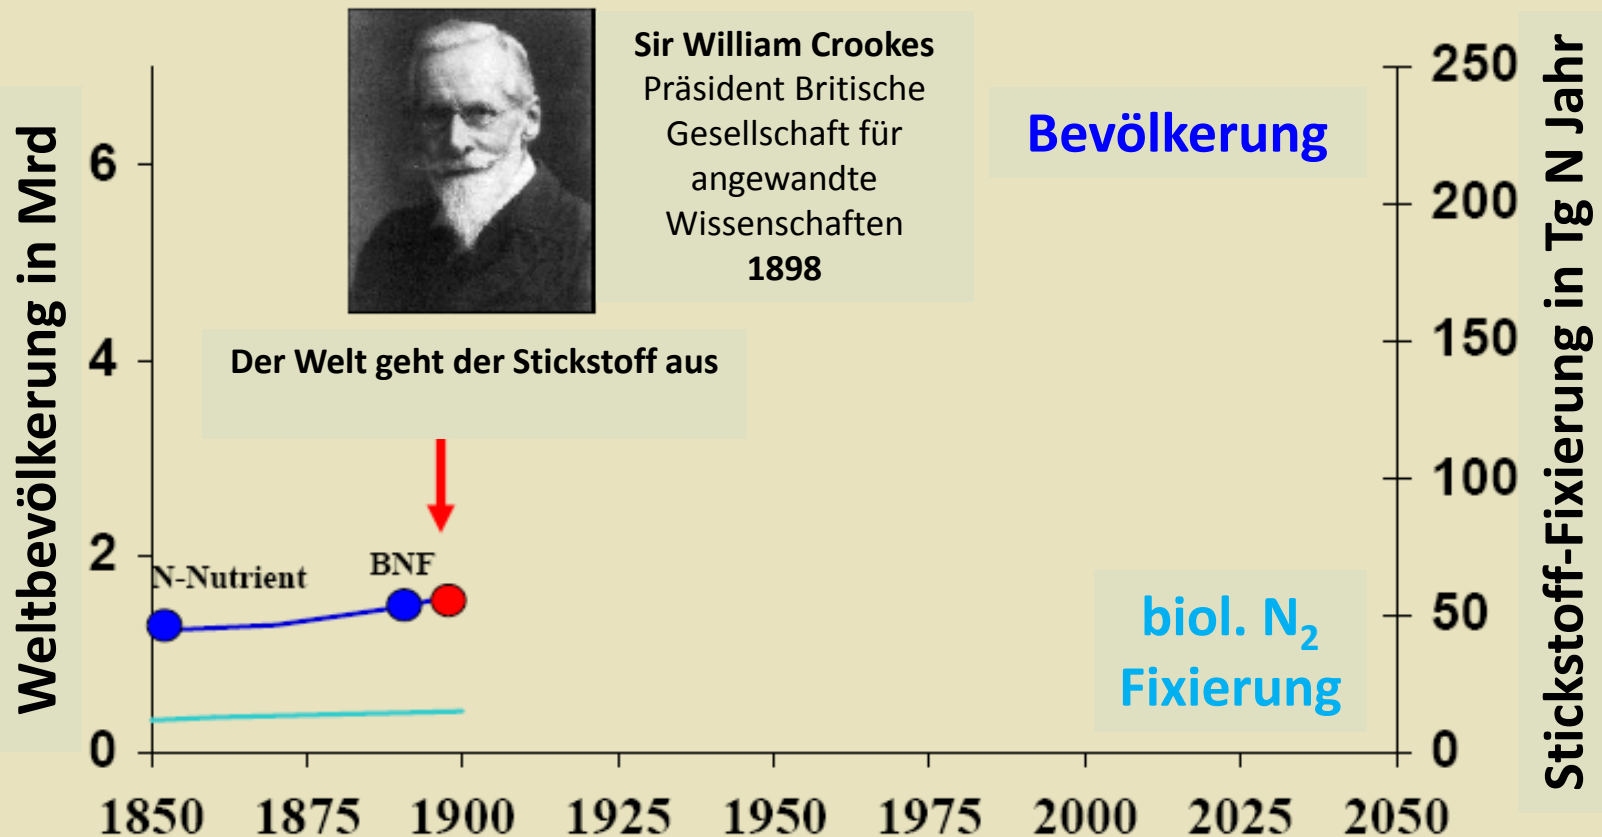 Sir William Crookes
Präsident Britische
Gesellschaft für
angewandte
Wissenschaften
1898
Bevölkerung
Der Welt geht der Stickstoff aus
Weltbevölkerung in Mrd
6
4
2
0
N-Nutrient
BNF
biol. N₂
Fixierung
250
200
150
100
50
0
Stickstoff-Fixierung in Tg N Jahr
1850 1875 1900 1925 1950 1975 2000 2025 2050